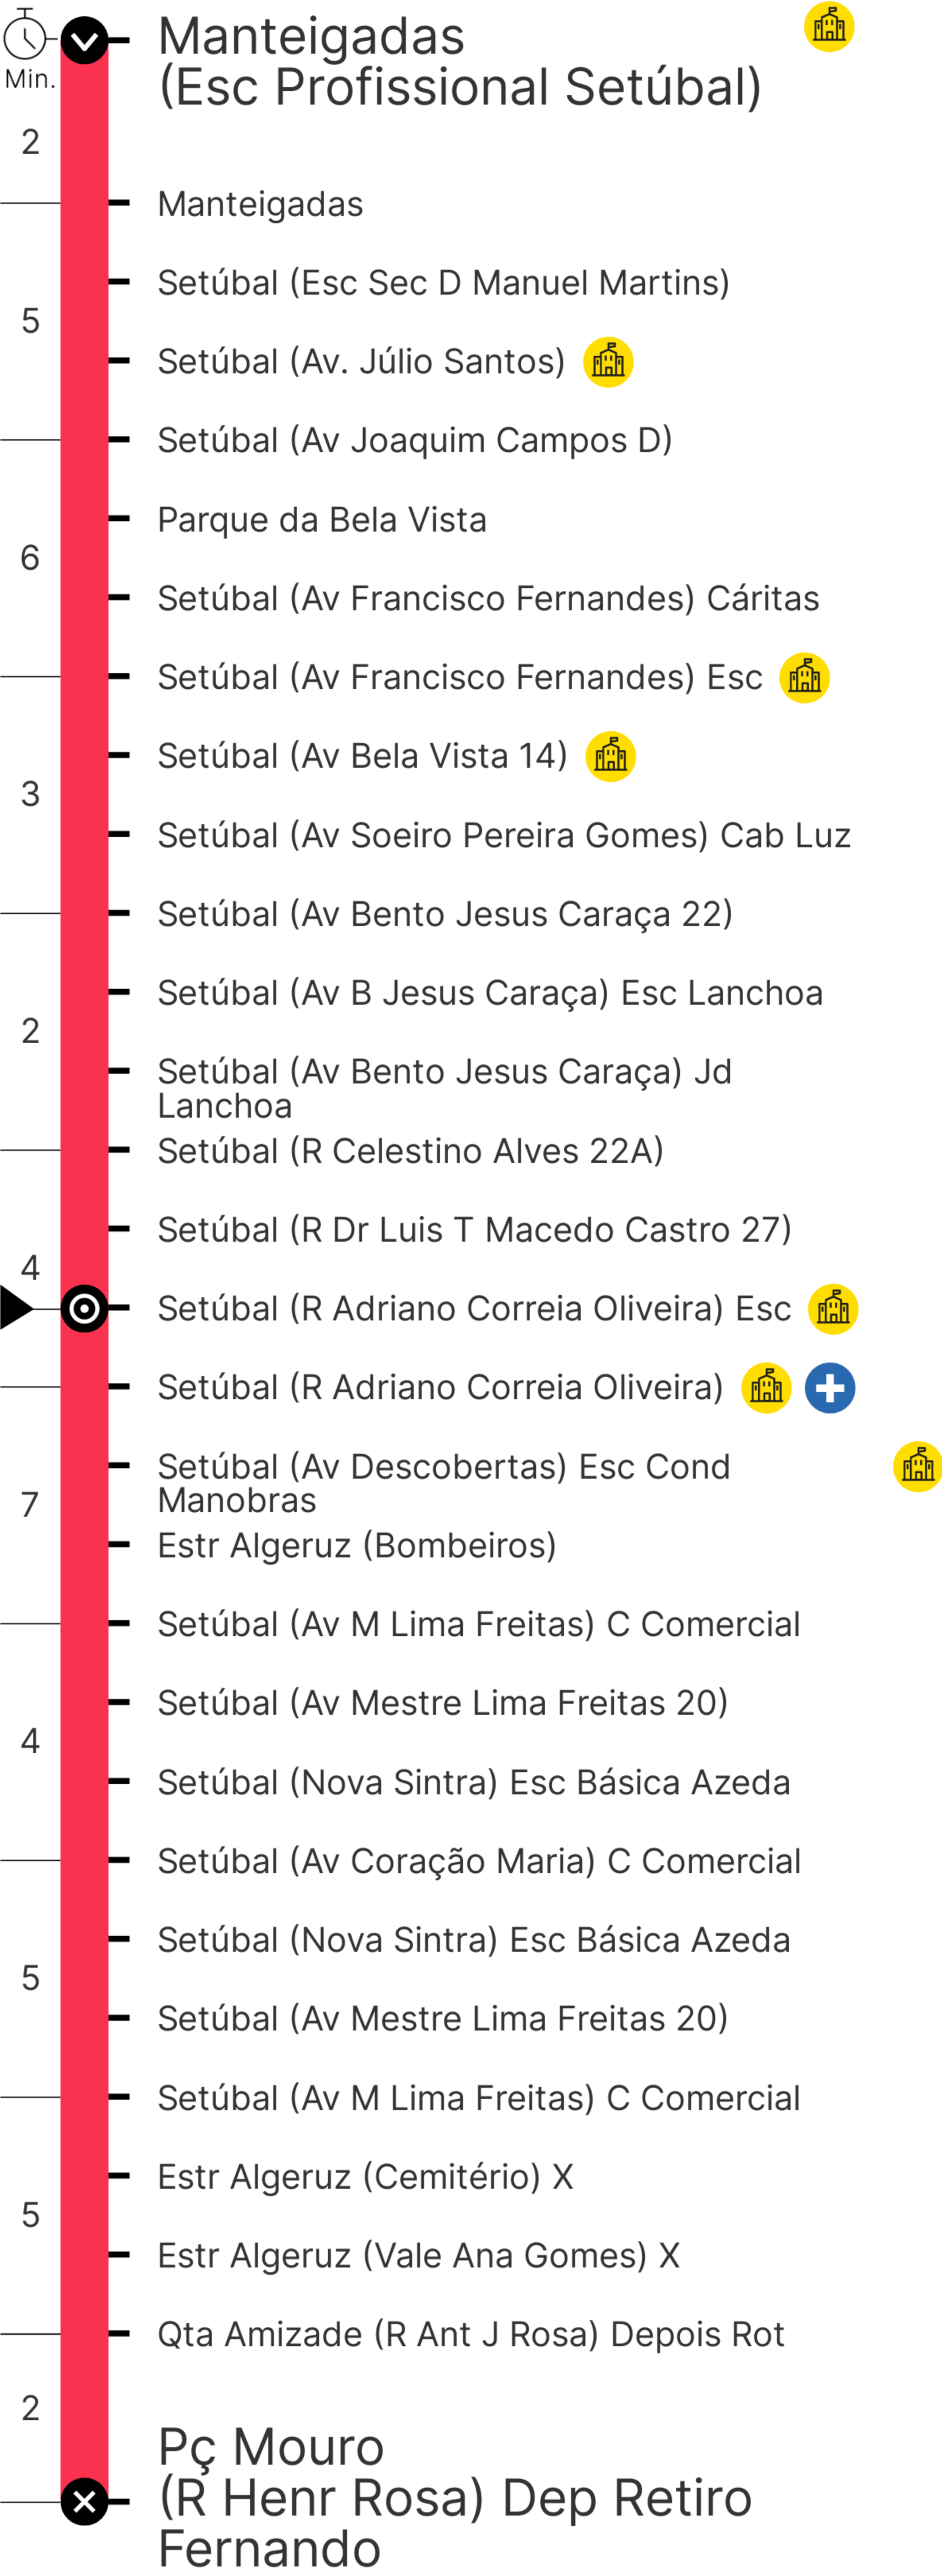 Manteigadas
(Esc Profissional Setúbal)
Min.
2
Manteigadas
Setúbal (Esc Sec D Manuel Martins)
5
Setúbal (Av. Júlio Santos)
Setúbal (Av Joaquim Campos D)
Parque da Bela Vista
6
Setúbal (Av Francisco Fernandes) Cáritas
Setúbal (Av Francisco Fernandes) Esc
Setúbal (Av Bela Vista 14)
3
Setúbal (Av Soeiro Pereira Gomes) Cab Luz
Setúbal (Av Bento Jesus Caraça 22)
Setúbal (Av B Jesus Caraça) Esc Lanchoa
2
Setúbal (Av Bento Jesus Caraça) Jd
Lanchoa
Setúbal (R Celestino Alves 22A)
Setúbal (R Dr Luis T Macedo Castro 27)
4
Setúbal (R Adriano Correia Oliveira) Esc
Setúbal (R Adriano Correia Oliveira)
Setúbal (Av Descobertas) Esc Cond
Manobras
7
Estr Algeruz (Bombeiros)
Setúbal (Av M Lima Freitas) C Comercial
Setúbal (Av Mestre Lima Freitas 20)
4
Setúbal (Nova Sintra) Esc Básica Azeda
Setúbal (Av Coração Maria) C Comercial
Setúbal (Nova Sintra) Esc Básica Azeda
5
Setúbal (Av Mestre Lima Freitas 20)
Setúbal (Av M Lima Freitas) C Comercial
Estr Algeruz (Cemitério) X
5
Estr Algeruz (Vale Ana Gomes) X
Qta Amizade (R Ant J Rosa) Depois Rot
2
Pç Mouro
(R Henr Rosa) Dep Retiro
Fernando